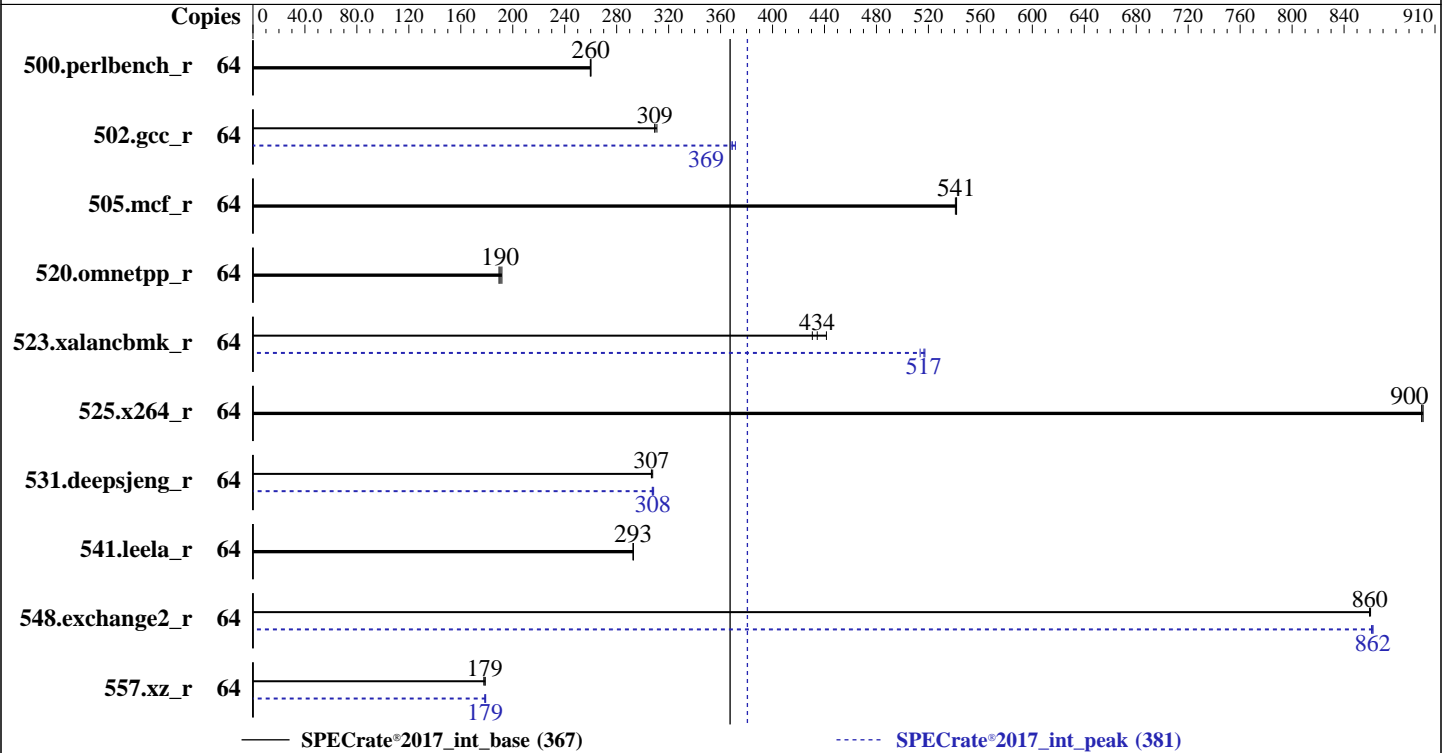 Copies 0 40.0 80.0 120 160 200 240 280 320 360 400 440 480 520 560 600 640 680 720 760 800 840 910
260
500.perlbench_r 64
309
502.gcc_r 64
369
541
505.mcf_r 64
190
520.omnetpp_r 64
434
523.xalancbmk_r 64
517
900
525.x264_r 64
307
531.deepsjeng_r 64
308
293
541.leela_r 64
860
548.exchange2_r 64
862
179
557.xz_r 64
179
SPECrate®2017_int_base (367) SPECrate®2017_int_peak (381)